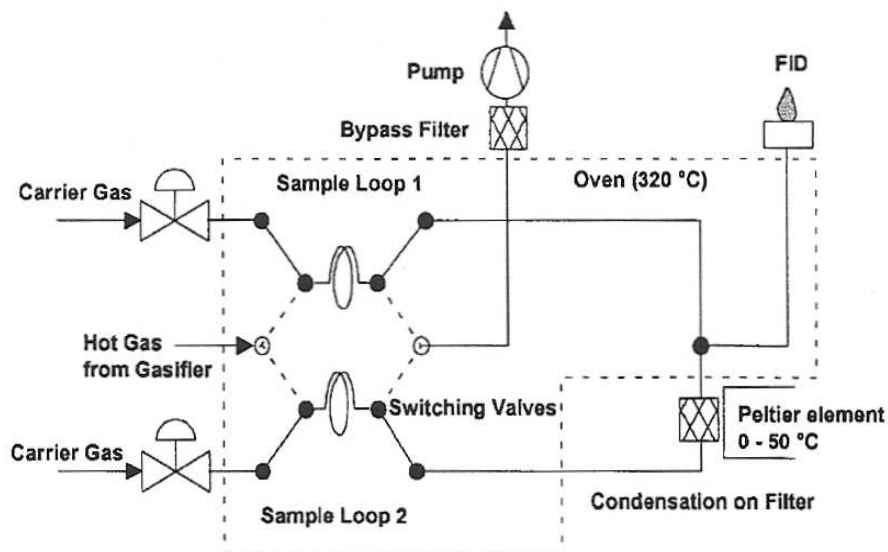 Pump
FID
Bypass Filter
Carrier Gas
Sample Loop 1
Oven (320 °C)
Hot Gas
from Gasifier
Switching Valves
Peltier element
0 - 50 °C
Carrier Gas
Sample Loop 2
Condensation on Filter